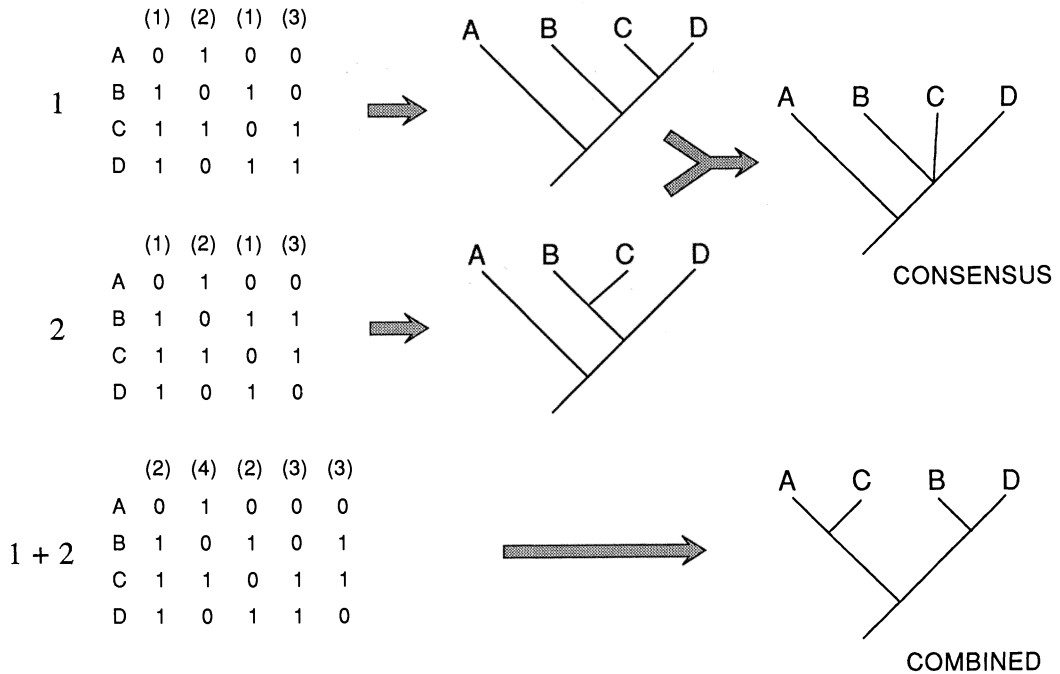 (1) (2) (1) (3)
A 0 1 0 0
1 B 1 0 1 0
C 1 1 0 1
D 1 0 1 1
A B C D
A B C D
CONSENSUS
(1) (2) (1) (3)
A 0 1 0 0
2 B 1 0 1 1
C 1 1 0 1
D 1 0 1 0
A B C D
(2) (4) (2) (3) (3)
A 0 1 0 0 0
1 + 2 B 1 0 1 0 1
C 1 1 0 1 1
D 1 0 1 1 0
A C B D
COMBINED